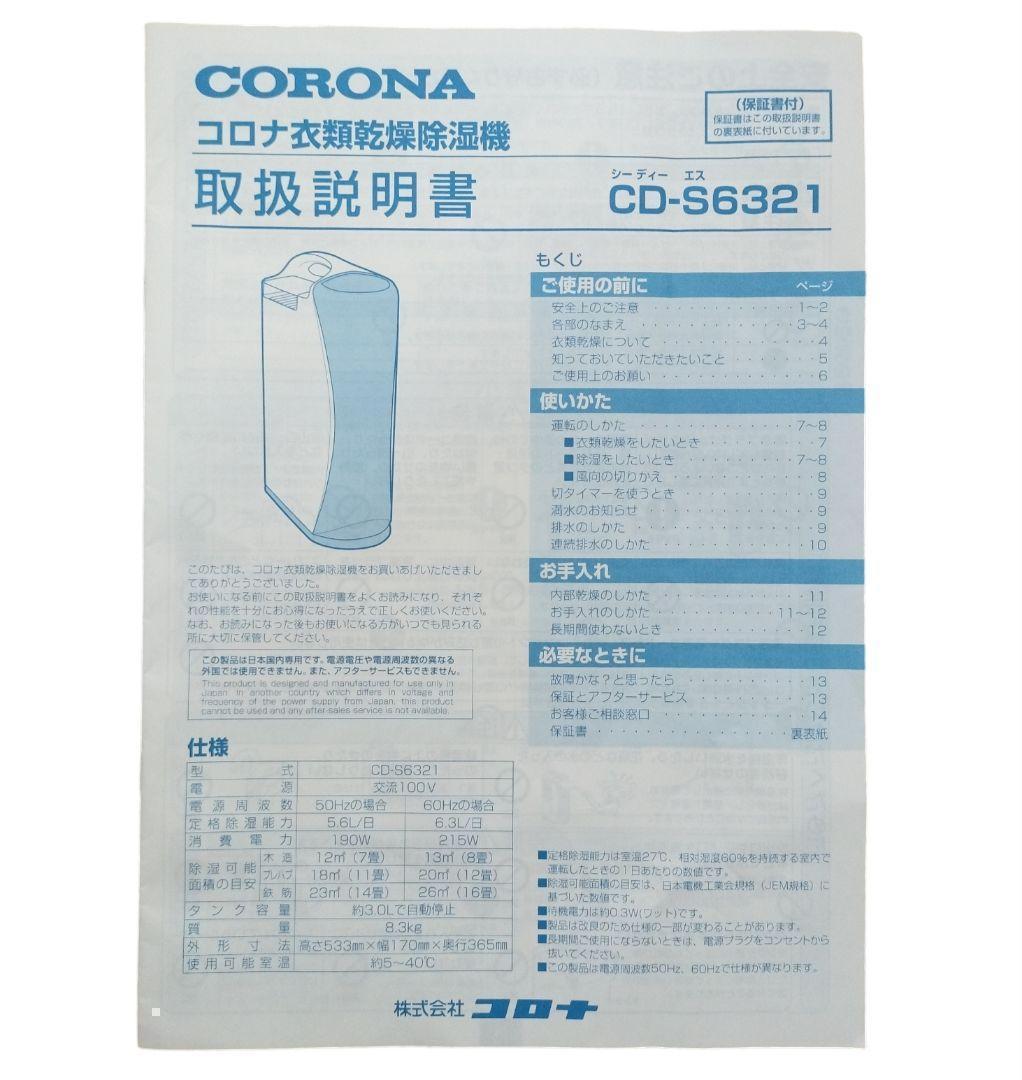 CORONA
コロナ衣類乾燥除湿機
(保証書付)
保証書はこの取扱説明書
の裏表紙に付いています。
取扱説明書
シー ディー エス
CD-S6321
もくじ
ご使用の前に ページ
安全上のご注意 ・・・・・・・・・・・・ 1〜2
各部のなまえ ・・・・・・・・・・・・ 3〜4
衣類乾燥について ・・・・・・・・・・・・ 4
知っておいていただきたいこと ・・・・・・ 5
ご使用上のお願い ・・・・・・・・・・・・ 6
使いかた
運転のしかた ・・・・・・・・・・・・ 7〜8
■衣類乾燥をしたいとき ・・・・・・・・ 7
■除湿をしたいとき ・・・・・・・・・ 7〜8
■風向の切りかえ ・・・・・・・・・・・ 8
切タイマーを使うとき ・・・・・・・・・・ 9
満水のお知らせ ・・・・・・・・・・・・ 9
排水のしかた ・・・・・・・・・・・・・ 9
連続排水のしかた ・・・・・・・・・・・ 10
お手入れ
内部乾燥のしかた ・・・・・・・・・・・ 11
お手入れのしかた ・・・・・・・・・ 11〜12
長期間使わないとき ・・・・・・・・・・ 12
必要なときに
故障かな?と思ったら ・・・・・・・・・ 13
保証とアフターサービス ・・・・・・・・ 13
お客様ご相談窓口 ・・・・・・・・・・・ 14
保証書 ・・・・・・・・・・・・・・ 裏表紙
このたびは、コロナ衣類乾燥除湿機をお買いあげいただきまし
てありがとうございました。
お使いになる前にこの取扱説明書をよくお読みになり、それぞ
れの性能を十分にお心得になったうえで正しくお使いください。
なお、お読みになった後もお使いになる方がいつでも見られる
所に大切に保管してください。
この製品は日本国内専用です。電源電圧や電源周波数の異なる
外国では使用できません。また、アフターサービスもできません。
This product is designed and manufactured for use only in
Japan. In another country which differs in voltage and
frequency of the power supply from Japan, this product
cannot be used and any after-sales service is not available.
仕様
型式 CD-S6321
電源 交流100V
電源周波数 50Hzの場合 60Hzの場合
定格除湿能力 5.6L/日 6.3L/日
消費電力 190W 215W
除湿可能面積の目安 木造 12㎡(7畳) 13㎡(8畳)
プレハブ 18㎡(11畳) 20㎡(12畳)
鉄筋 23㎡(14畳) 26㎡(16畳)
タンク容量 約3.0Lで自動停止
質量 8.3kg
外形寸法 高さ533㎜×幅170㎜×奥行365㎜
使用可能室温 約5〜40℃
■定格除湿能力は室温27℃、相対湿度60%を持続する室内で
運転したときの1日あたりの数値です。
■除湿可能面積の目安は、日本電機工業会規格(JEM規格)に
基づいた数値です。
■待機電力は約0.3W(ワット)です。
■製品は改良のため仕様の一部が変わることがあります。
■長期間ご使用にならないときは、電源プラグをコンセントから
抜いてください。
■この製品は電源周波数50Hz、60Hzで仕様が異なります。
株式会社 コロナ